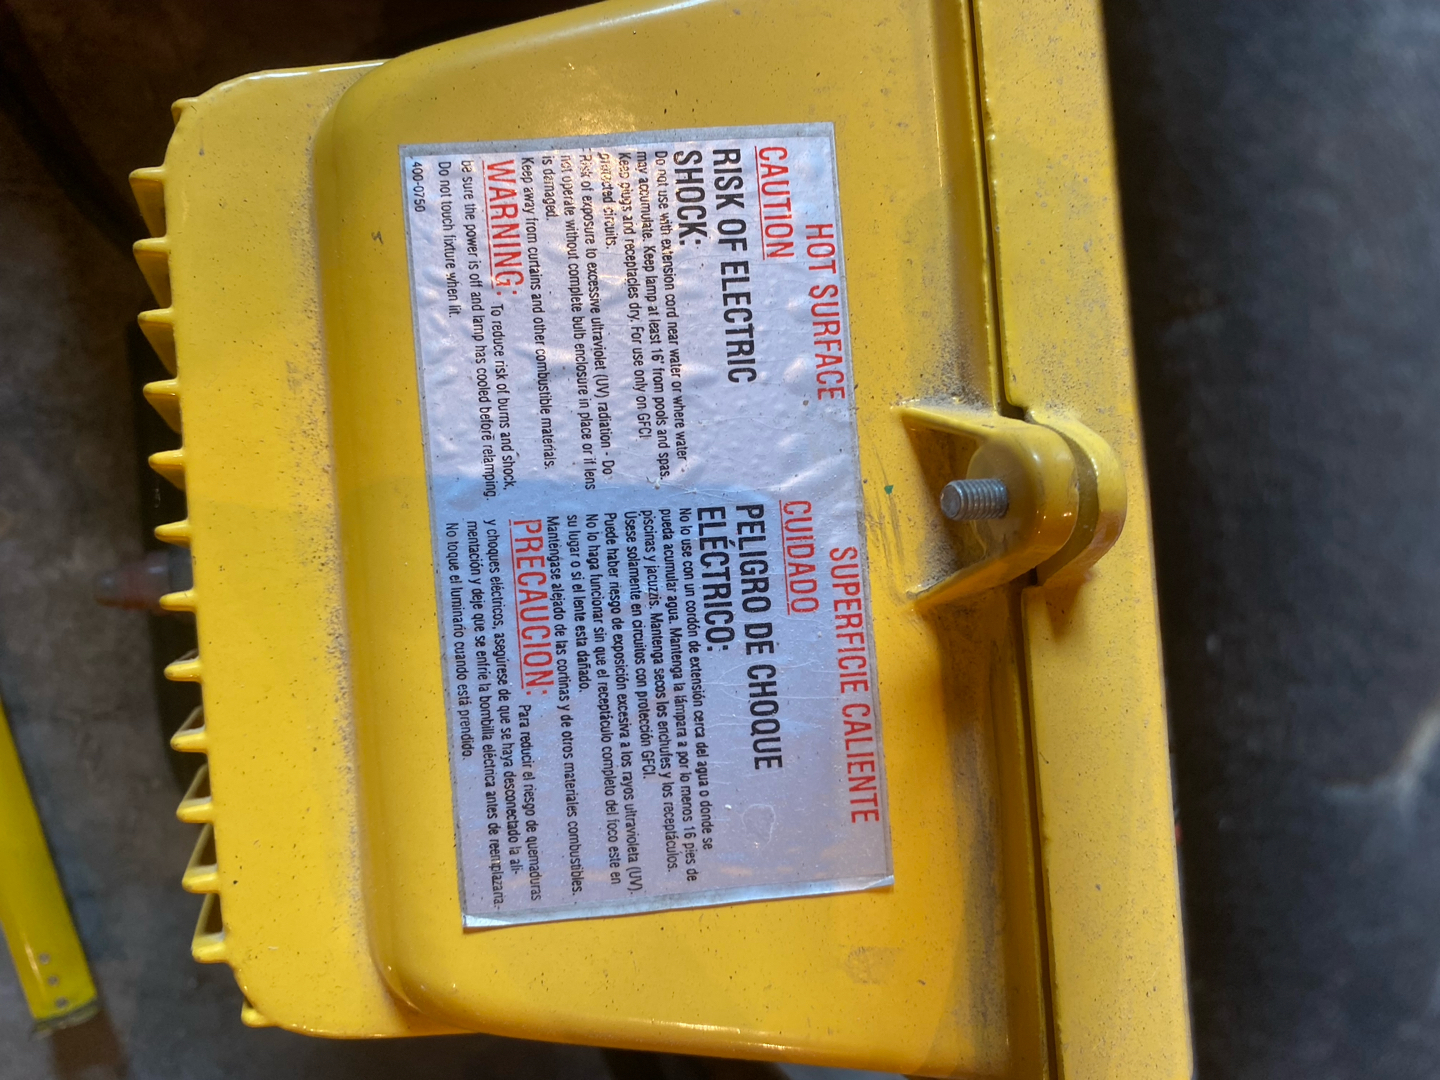 HOT SURFACE
CAUTION
RISK OF ELECTRIC
SHOCK:
Do not use with extension cord near water or where water
may accumulate. Keep lamp at least 16' from pools and spas.
Keep plugs and receptacles dry. For use only on GFCI
protected circuits.
Risk of exposure to excessive ultraviolet (UV) radiation - Do
not operate without complete bulb enclosure in place or if lens
is damaged.
Keep away from curtains and other combustible materials.
WARNING: To reduce risk of burns and shock,
be sure the power is off and lamp has cooled before relamping.
Do not touch fixture when lit.
400-0750
SUPERFICIE CALIENTE
CUIDADO
PELIGRO DE CHOQUE
ELÉCTRICO:
No lo use con un cordón de extensión cerca del agua o donde se
pueda acumular agua. Mantenga la lámpara a por lo menos 16 pies de
piscinas y jacuzzis. Mantenga secos los enchufes y los receptáculos.
Usese solamente en circuitos con protección GFCI.
Puede haber riesgo de exposición excesiva a los rayos ultravioleta (UV).
No lo haga funcionar sin que el receptáculo completo del foco este en
su lugar o si el lente esta dañado.
Manténgase alejado de las cortinas y de otros materiales combustibles.
PRECAUCION: Para reducir el riesgo de quemaduras
y choques eléctricos, asegúrese de que se haya desconectado la ali-
mentación y deje que se enfríe la bombilla eléctrica antes de reemplazarla.
No toque el luminario cuando está prendido.